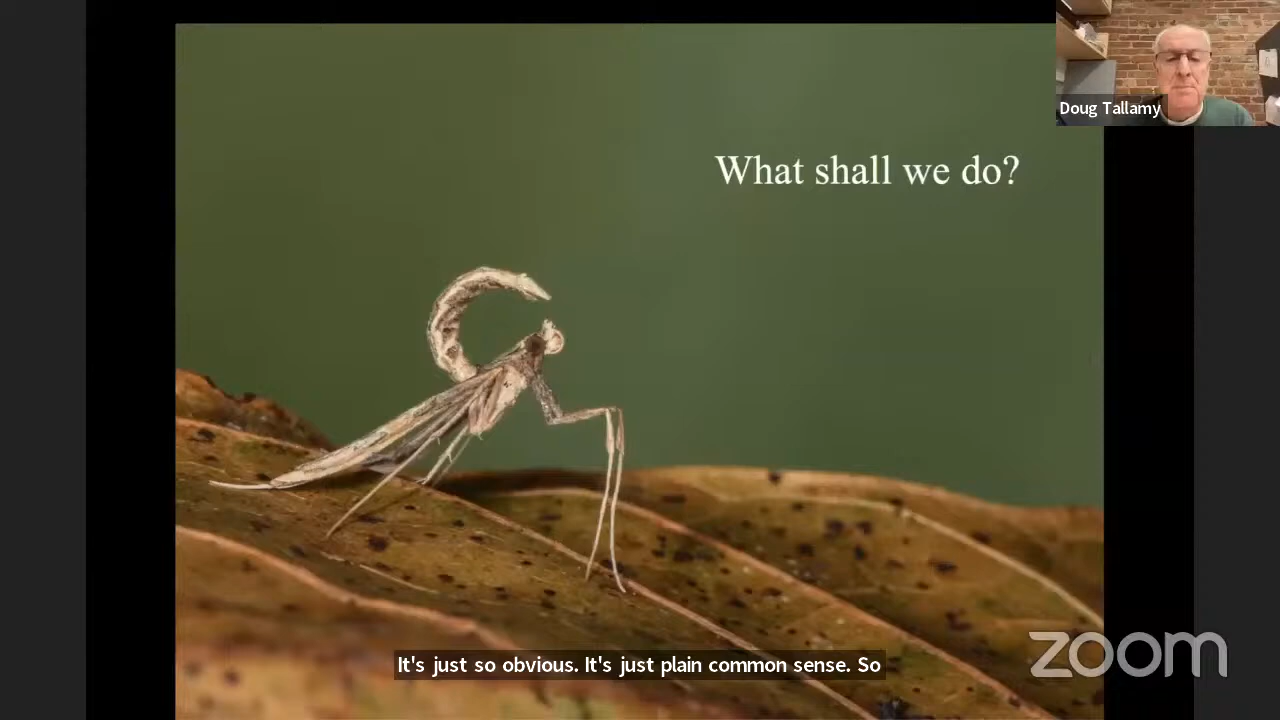 Doug Tallamy
What shall we do?
It's just so obvious. It's just plain common sense. So
zoom